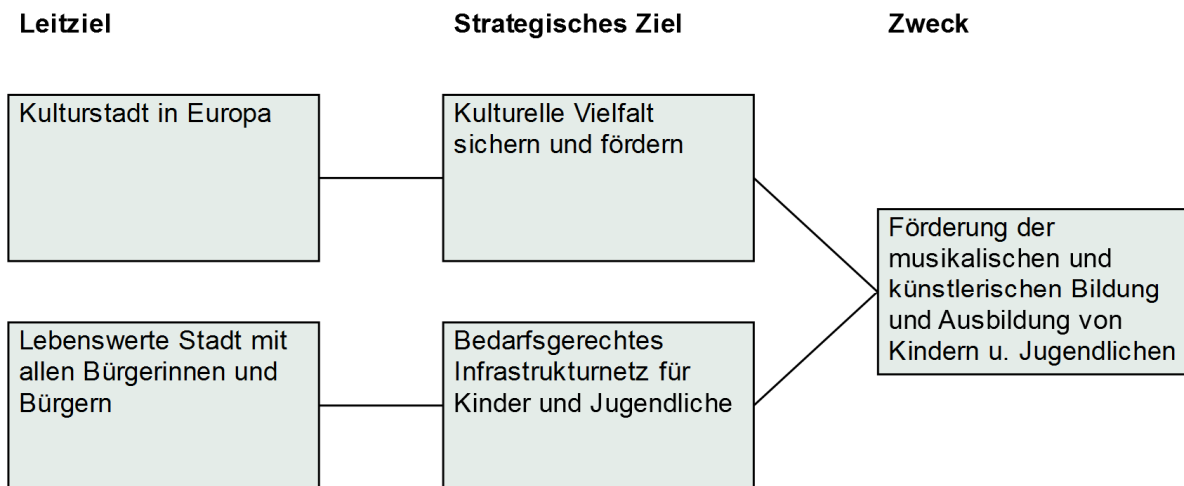 Leitziel
Strategisches Ziel
Zweck
Kulturstadt in Europa
Kulturelle Vielfalt
sichern und fördern
Förderung der
musikalischen und
künstlerischen Bildung
und Ausbildung von
Kindern u. Jugendlichen
Lebenswerte Stadt mit
allen Bürgerinnen und
Bürgern
Bedarfsgerechtes
Infrastrukturnetz für
Kinder und Jugendliche